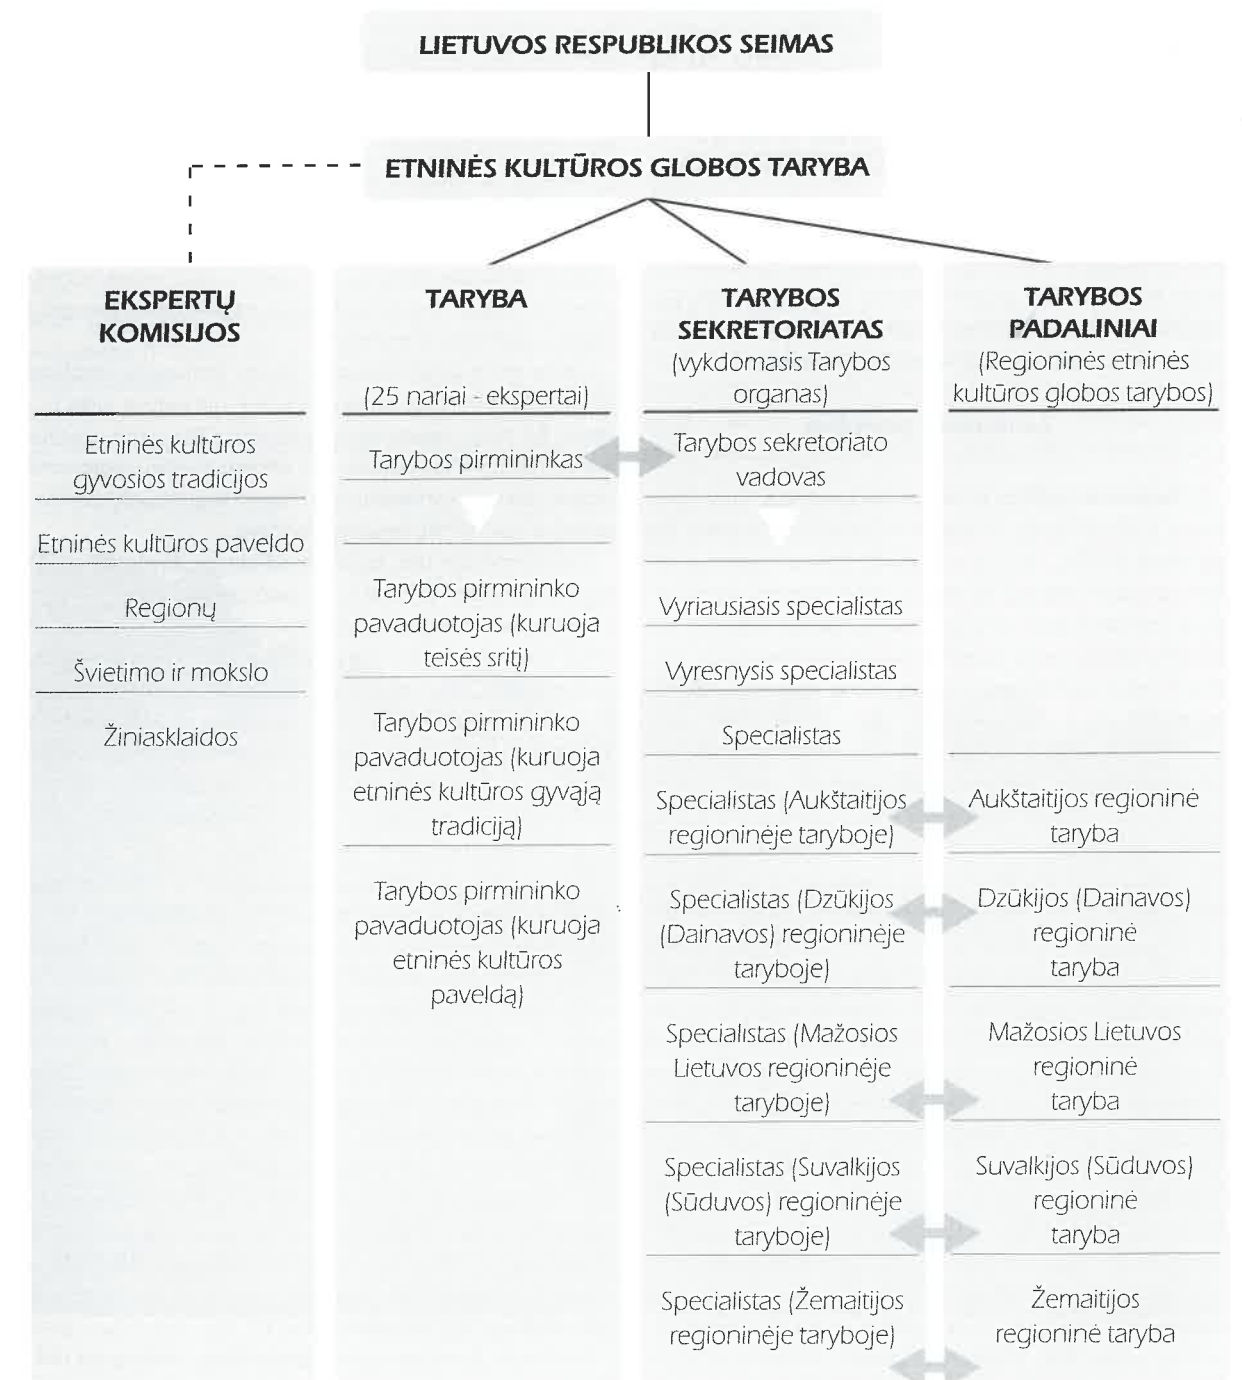 LIETUVOS RESPUBLIKOS SEIMAS
ETNINĖS KULTŪROS GLOBOS TARYBA
EKSPERTŲ
KOMISIJOS
Etninės kultūros
gyvosios tradicijos
Etninės kultūros paveldo
Regionų
Švietimo ir mokslo
Žiniasklaidos
TARYBA
(25 nariai - ekspertai)
Tarybos pirmininkas
Tarybos pirmininko
pavaduotojas (kuruoja
teisės sritį)
Tarybos pirmininko
pavaduotojas (kuruoja
etninės kultūros gyvąją
tradiciją)
Tarybos pirmininko
pavaduotojas (kuruoja
etninės kultūros
paveldą)
TARYBOS
SEKRETORIATAS
(vykdomasis Tarybos
organas)
Tarybos sekretoriato
vadovas
Vyriausiasis specialistas
Vyresnysis specialistas
Specialistas
Specialistas (Aukštaitijos
regioninėje taryboje)
Specialistas (Dzūkijos
(Dainavos) regioninėje
taryboje)
Specialistas (Mažosios
Lietuvos regioninėje
taryboje)
Specialistas (Suvalkijos
(Sūduvos) regioninėje
taryboje)
Specialistas (Žemaitijos
regioninėje taryboje)
TARYBOS
PADALINIAI
(Regioninės etninės
kultūros globos tarybos)
Aukštaitijos regioninė
taryba
Dzūkijos (Dainavos)
regioninė
taryba
Mažosios Lietuvos
regioninė
taryba
Suvalkijos (Sūduvos)
regioninė
taryba
Žemaitijos
regioninė taryba